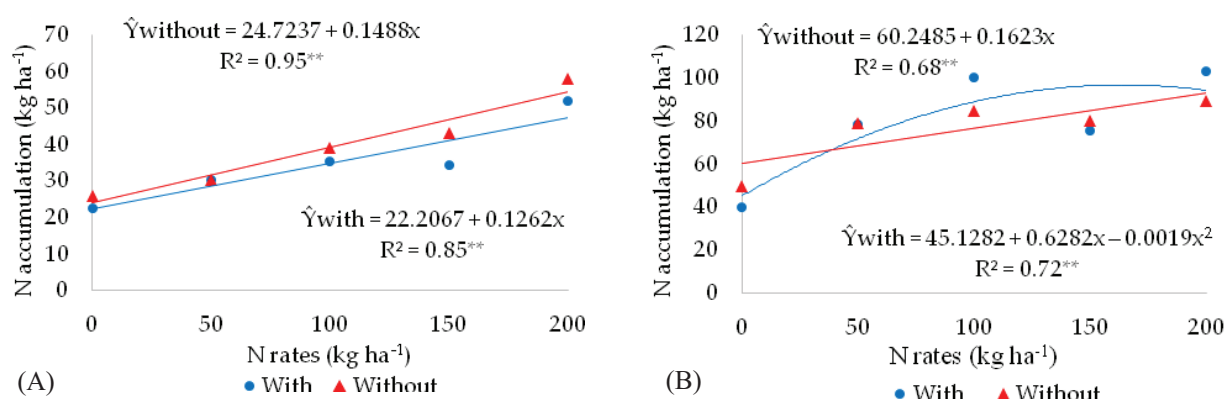 Ŷwithout = 24.7237 + 0.1488x
R² = 0.95**
N accumulation (kg ha⁻¹)
70
60
50
40
30
20
10
0
Ŷwith = 22.2067 + 0.1262x
R² = 0.85**
0 50 100 150 200
N rates (kg ha⁻¹)
(A)
With Without
Ŷwithout = 60.2485 + 0.1623x
R² = 0.68**
N accumulation (kg ha⁻¹)
120
100
80
60
40
20
0
Ŷwith = 45.1282 + 0.6282x – 0.0019x²
R² = 0.72**
0 50 100 150 200
N rates (kg ha⁻¹)
(B)
With Without